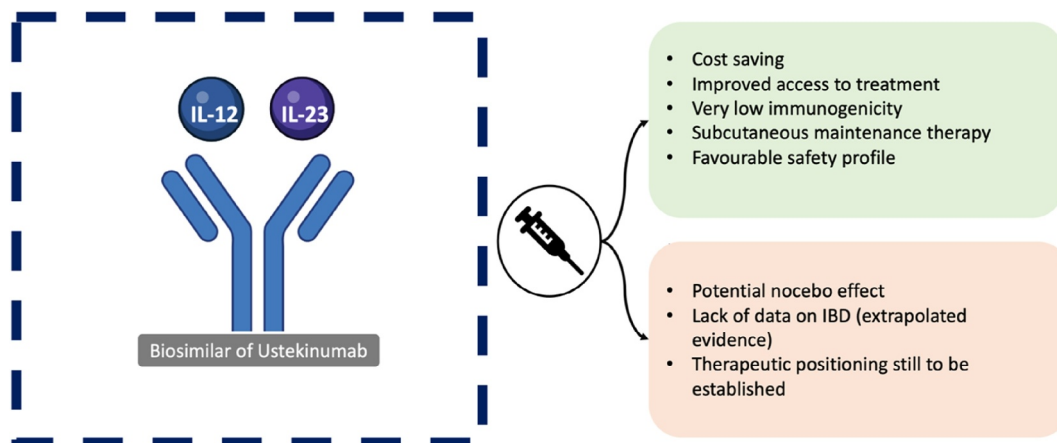 IL-12
IL-23
Biosimilar of Ustekinumab
• Cost saving
• Improved access to treatment
• Very low immunogenicity
• Subcutaneous maintenance therapy
• Favourable safety profile
• Potential nocebo effect
• Lack of data on IBD (extrapolated
evidence)
• Therapeutic positioning still to be
established